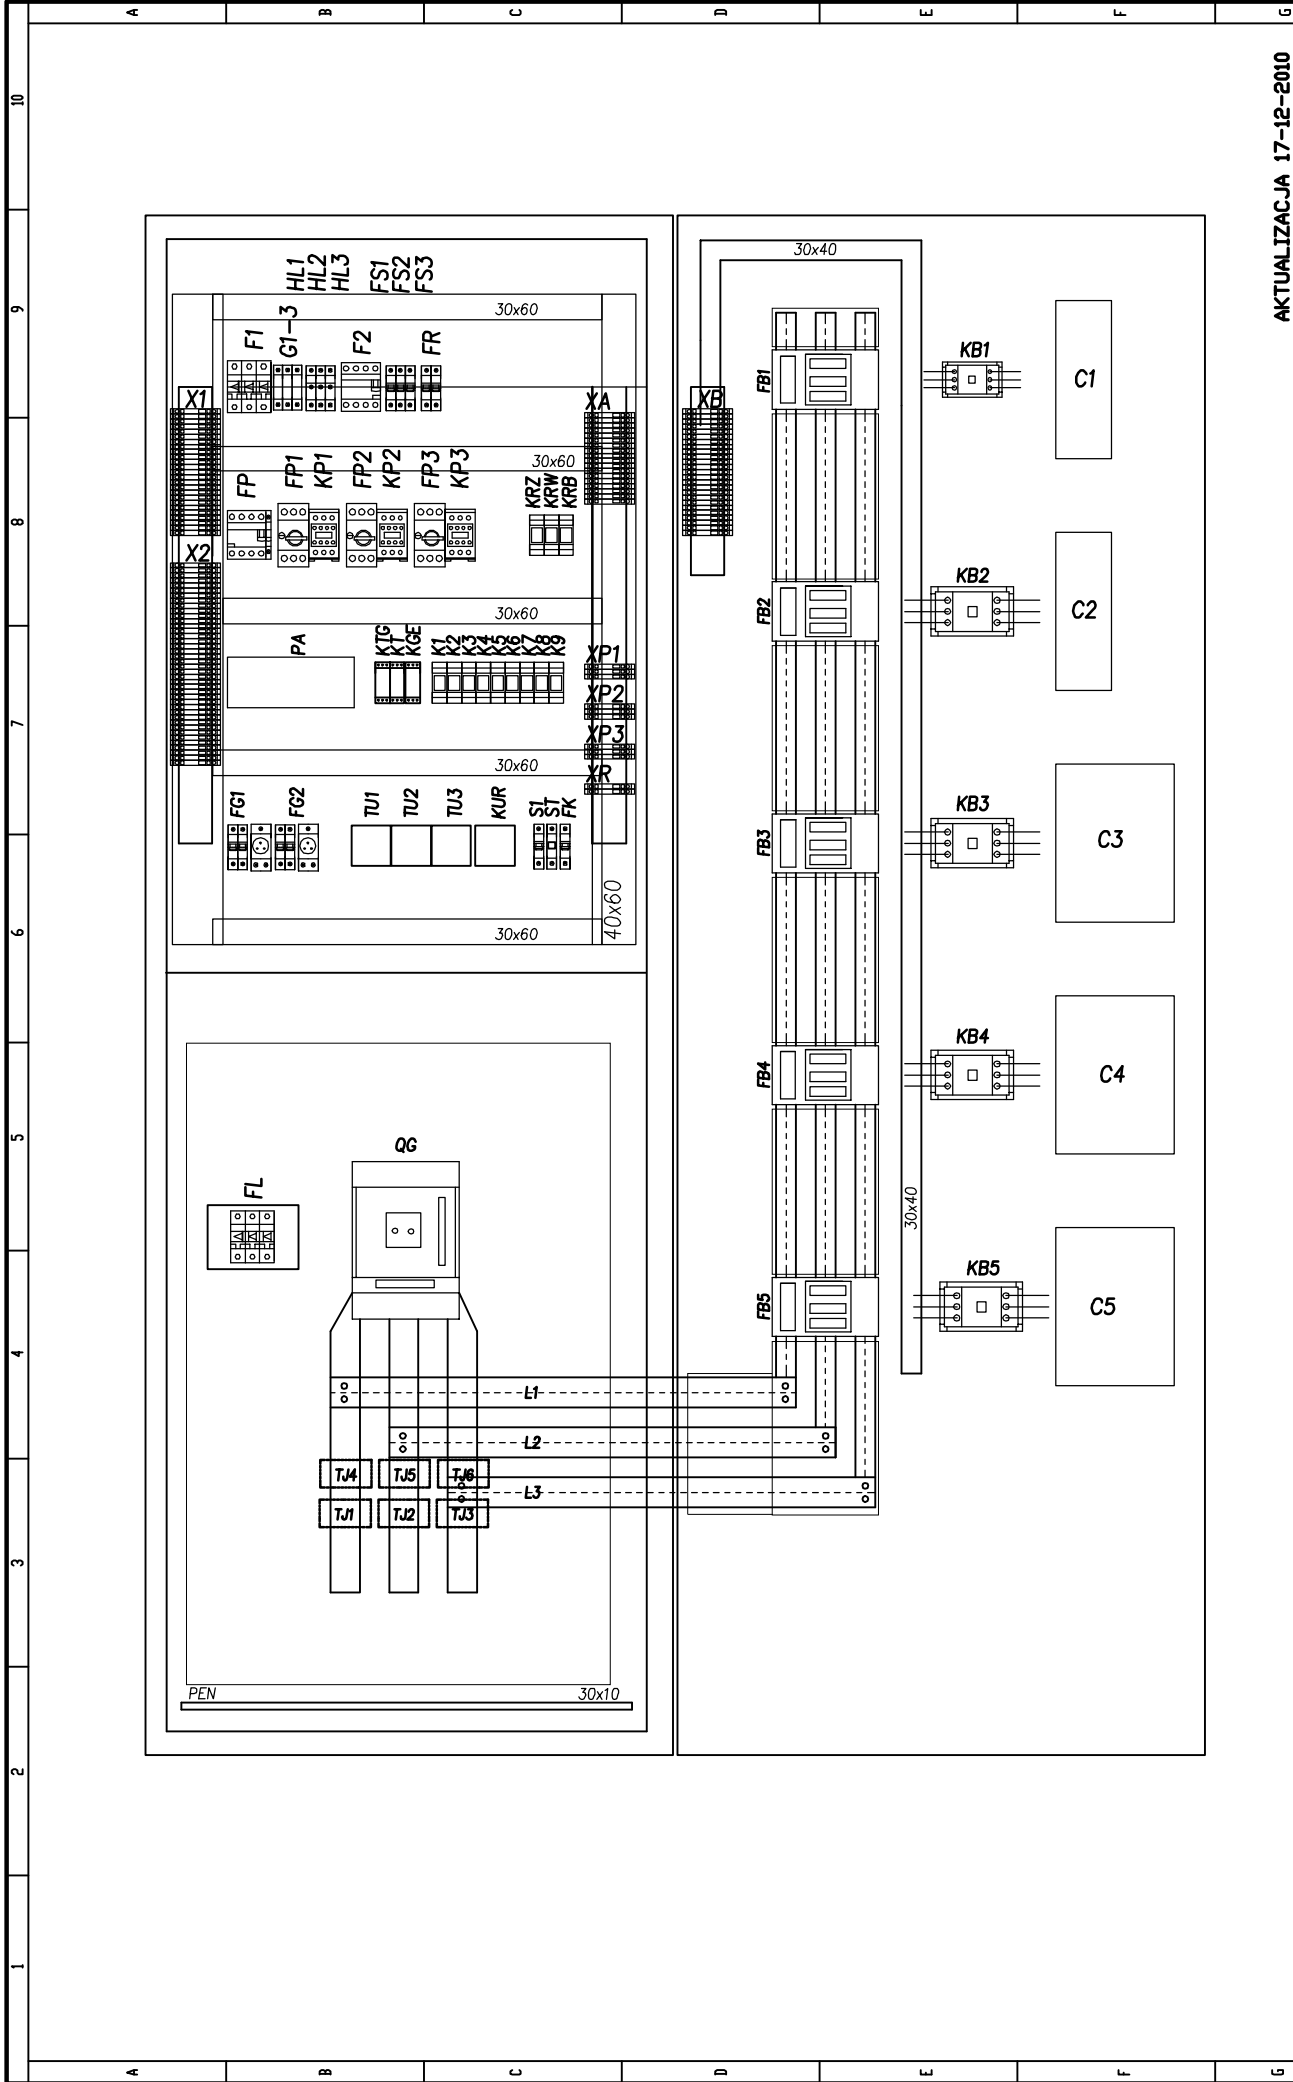 A
B
C
D
E
F
G
10
9
8
7
6
5
4
3
2
1
AKTUALIZACJA 17-12-2010
HL1
HL2
HL3
FS1
FS2
FS3
30x60
F1
G1-3
F2
FR
X1
XA
30x60
FP
FP1
KP1
FP2
KP2
FP3
KP3
KRZ
KRW
KRB
X2
30x60
PA
KTG
KT
KGE
K1
K2
K3
K4
K5
K6
K7
K8
K9
XP1
XP2
XP3
XR
30x60
FG1
FG2
TU1
TU2
TU3
KUR
S1
ST
FK
40x60
30x60
QG
FL
L1
L2
L3
TJ4
TJ5
TJ6
TJ1
TJ2
TJ3
PEN
30x10
30x40
XB
FB1
KB1
C1
FB2
KB2
C2
FB3
KB3
C3
FB4
KB4
C4
30x40
FB5
KB5
C5
A
B
C
D
E
F
G